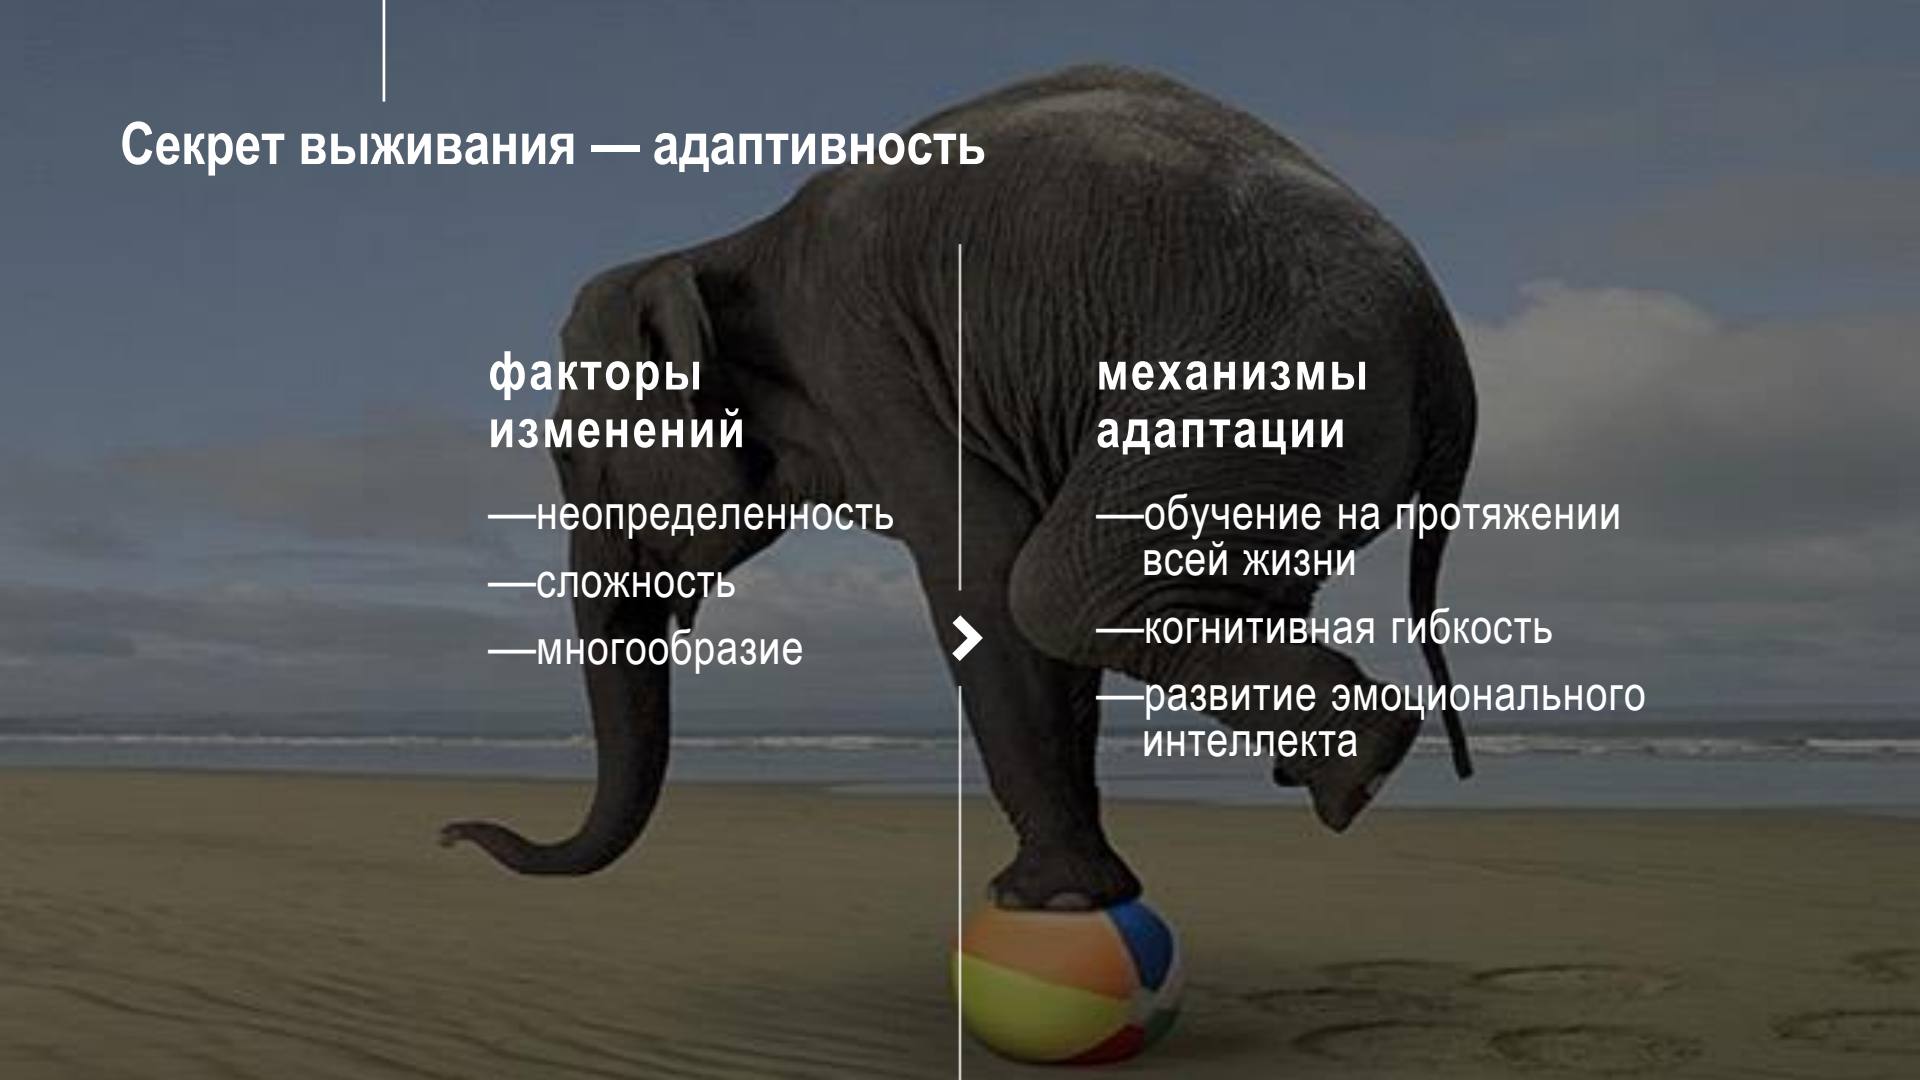 Секрет выживания — адаптивность
факторы
изменений
—неопределенность
—сложность
—многообразие
механизмы
адаптации
—обучение на протяжении
всей жизни
—когнитивная гибкость
—развитие эмоционального
интеллекта